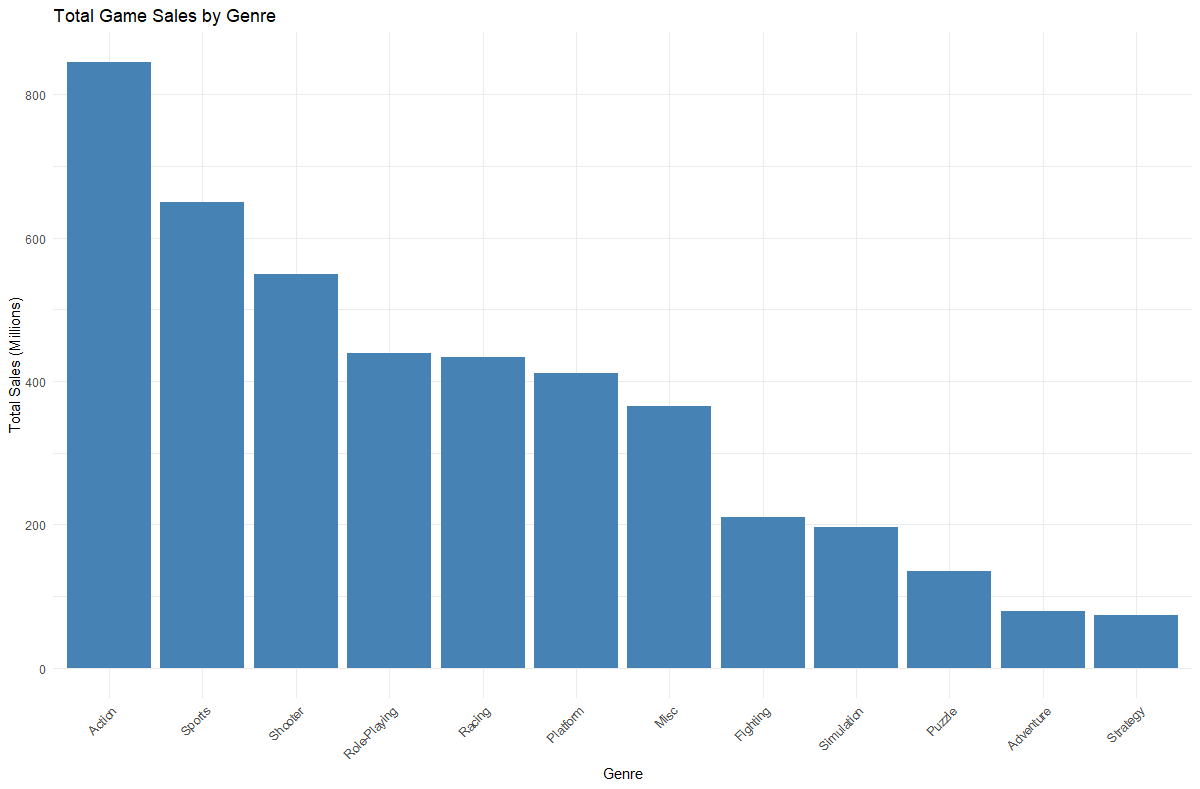 Total Game Sales by Genre
Total Sales (Millions)
800
600
400
200
0
Action
Sports
Shooter
Role-Playing
Racing
Platform
Misc
Fighting
Simulation
Puzzle
Adventure
Strategy
Genre